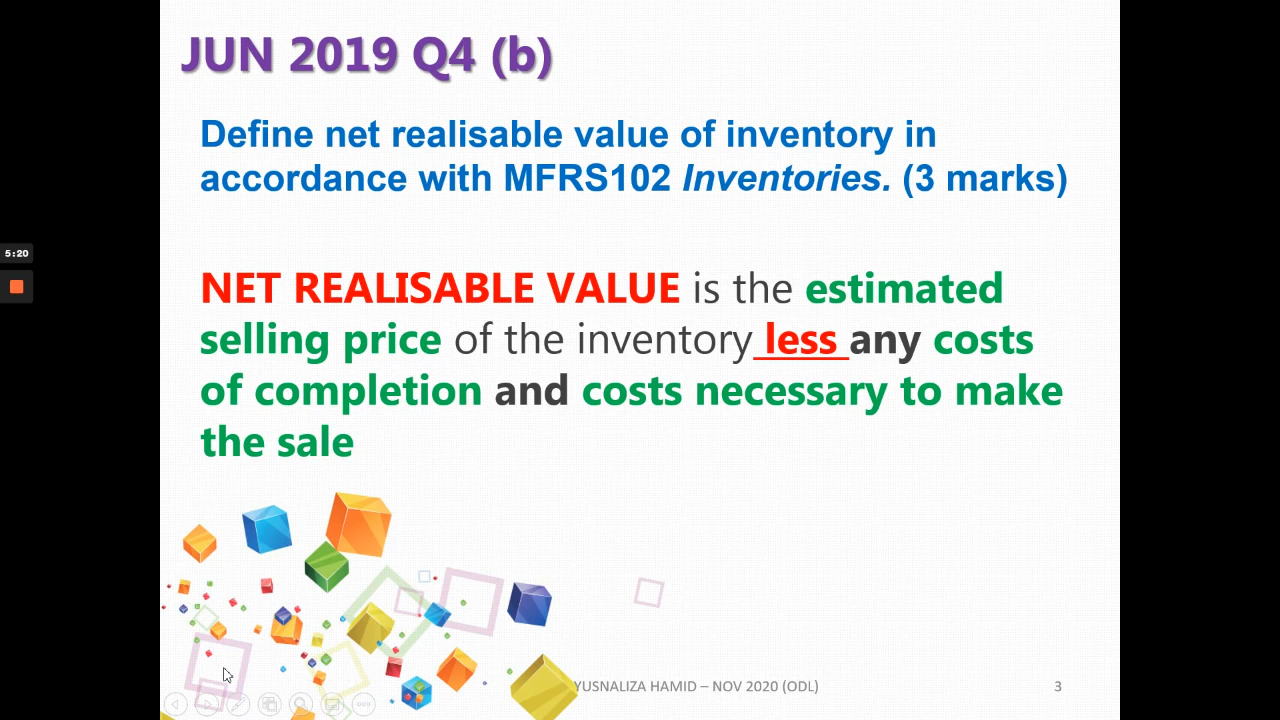 JUN 2019 Q4 (b)
Define net realisable value of inventory in
accordance with MFRS102 Inventories. (3 marks)
5:20
NET REALISABLE VALUE is the estimated
selling price of the inventory less any costs
of completion and costs necessary to make
the sale
YUSNALIZA HAMID – NOV 2020 (ODL)
3